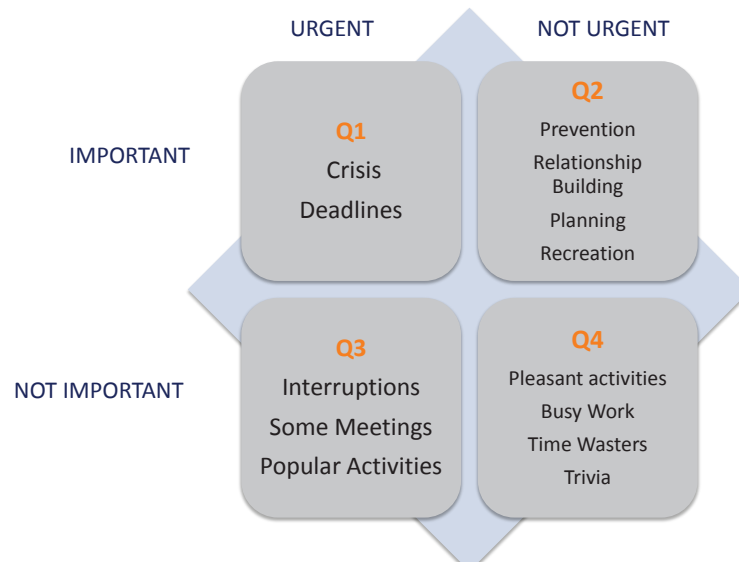 URGENT
NOT URGENT
IMPORTANT
Q1
Crisis
Deadlines
Q2
Prevention
Relationship
Building
Planning
Recreation
NOT IMPORTANT
Q3
Interruptions
Some Meetings
Popular Activities
Q4
Pleasant activities
Busy Work
Time Wasters
Trivia